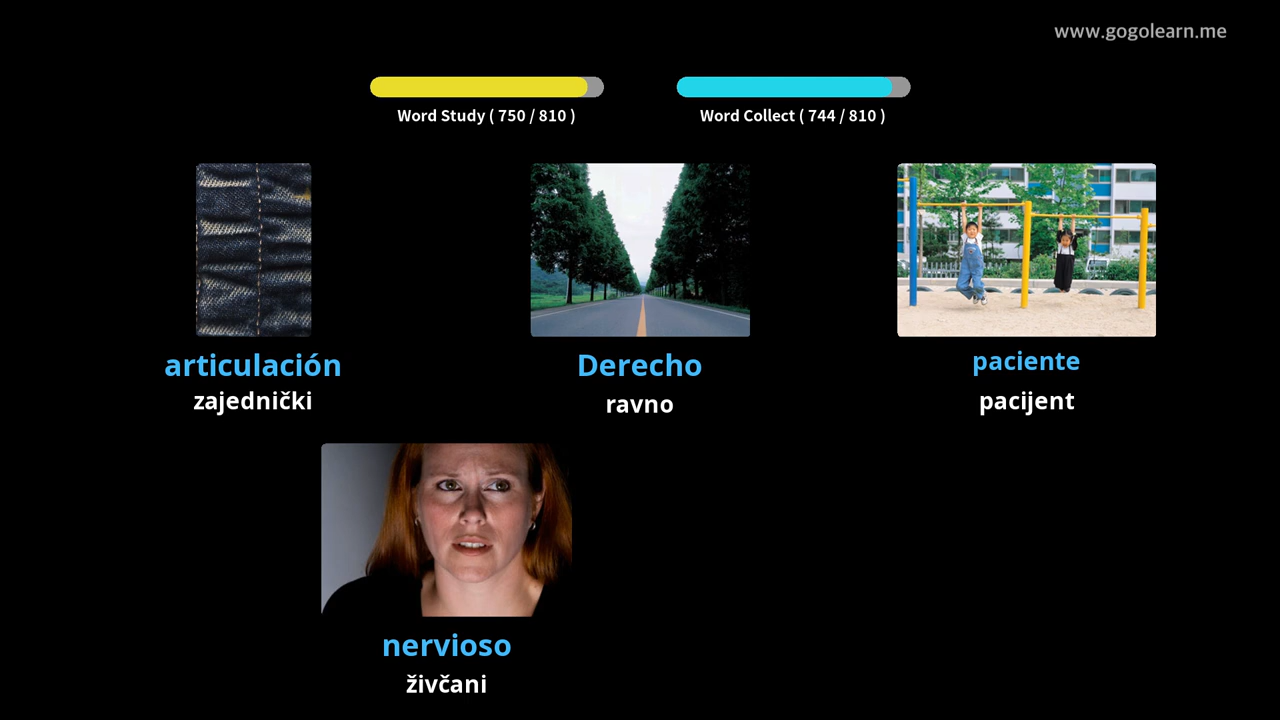 www.gogolearn.me
Word Study ( 750 / 810 )
Word Collect ( 744 / 810 )
articulación
zajednički
Derecho
ravno
paciente
pacijent
nervioso
živčani